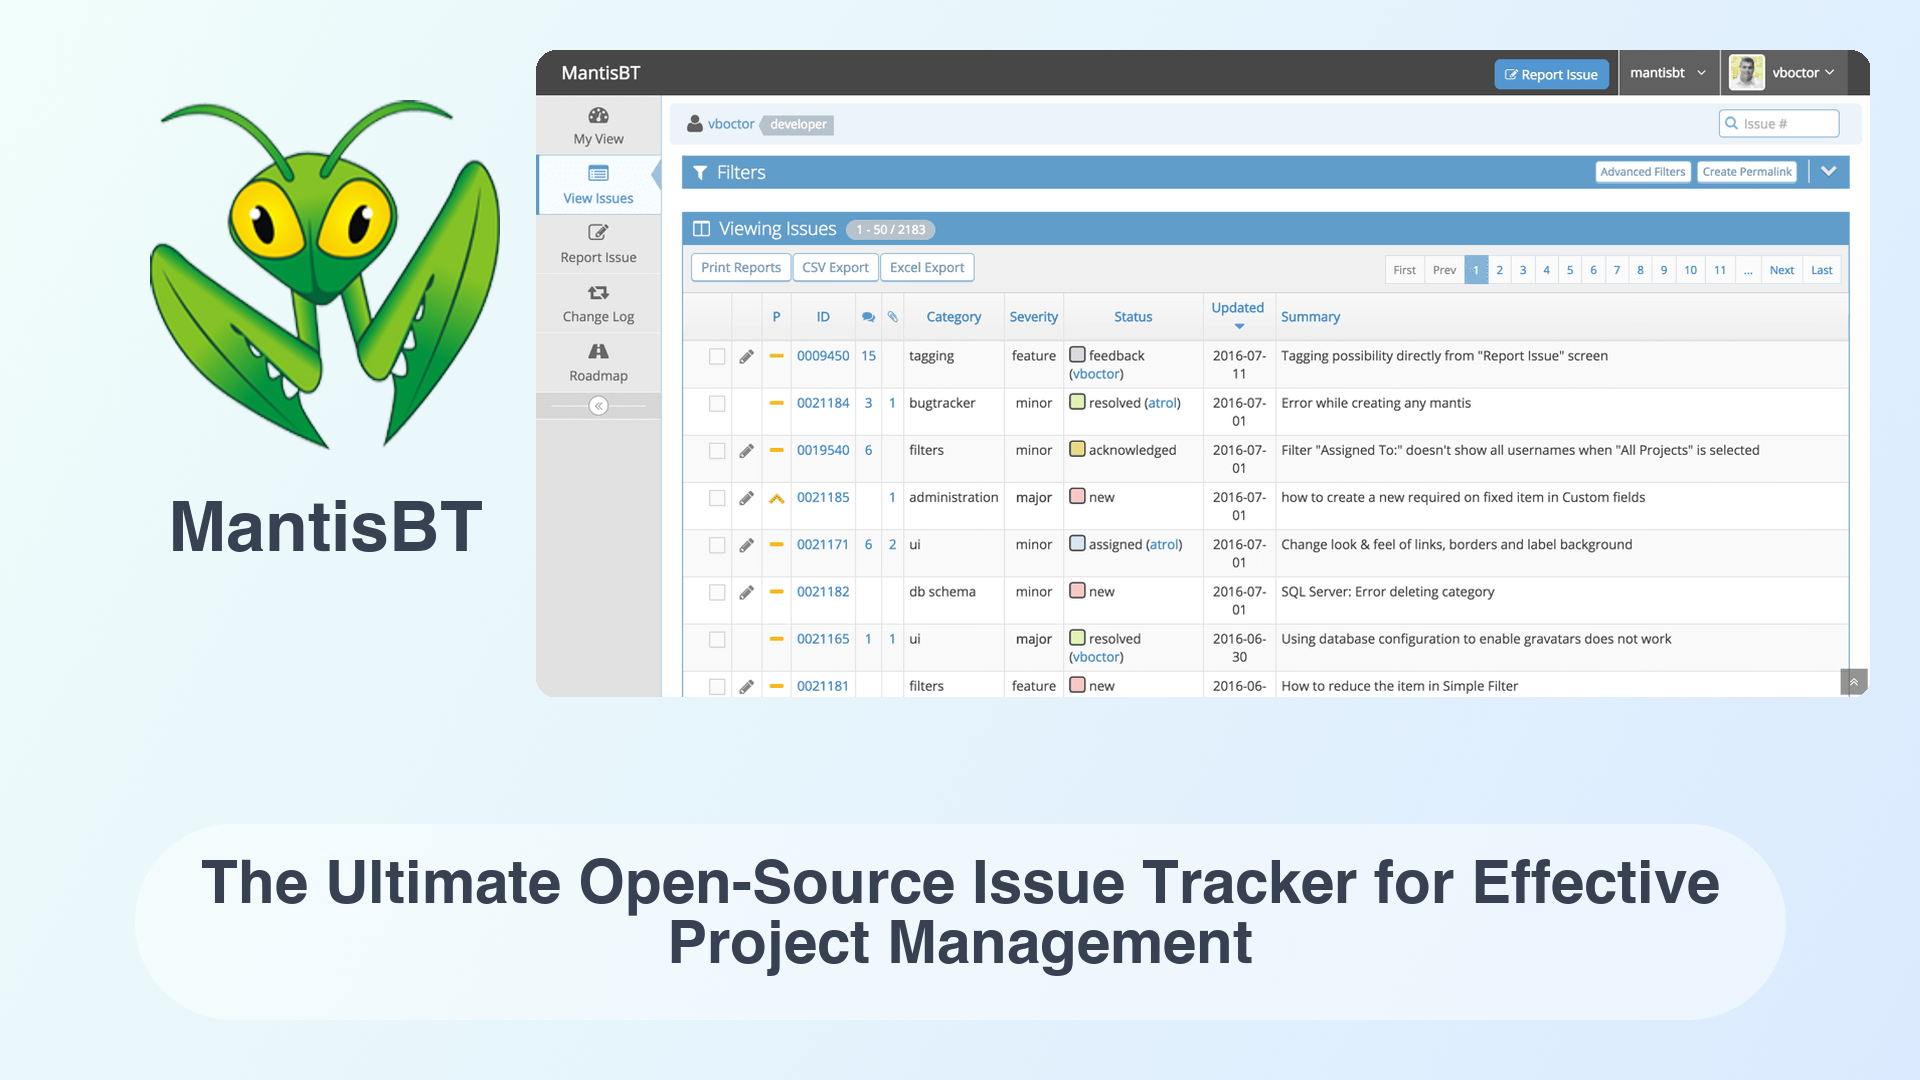 MantisBT
Report Issue
mantisbt
vboctor
My View
View Issues
Report Issue
Change Log
Roadmap
vboctor developer
Issue #
Filters
Advanced Filters
Create Permalink
Viewing Issues 1 - 50 / 2183
Print Reports CSV Export Excel Export
First Prev 1 2 3 4 5 6 7 8 9 10 11 ... Next Last
P ID Category Severity Status Updated Summary
0009450 15 tagging feature feedback (vboctor) 2016-07-11 Tagging possibility directly from "Report Issue" screen
0021184 3 1 bugtracker minor resolved (atrol) 2016-07-01 Error while creating any mantis
0019540 6 filters minor acknowledged 2016-07-01 Filter "Assigned To:" doesn't show all usernames when "All Projects" is selected
0021185 1 administration major new 2016-07-01 how to create a new required on fixed item in Custom fields
0021171 6 2 ui minor assigned (atrol) 2016-07-01 Change look & feel of links, borders and label background
0021182 db schema minor new 2016-07-01 SQL Server: Error deleting category
0021165 1 1 ui major resolved (vboctor) 2016-06-30 Using database configuration to enable gravatars does not work
0021181 filters feature new 2016-06- How to reduce the item in Simple Filter
MantisBT
The Ultimate Open-Source Issue Tracker for Effective
Project Management